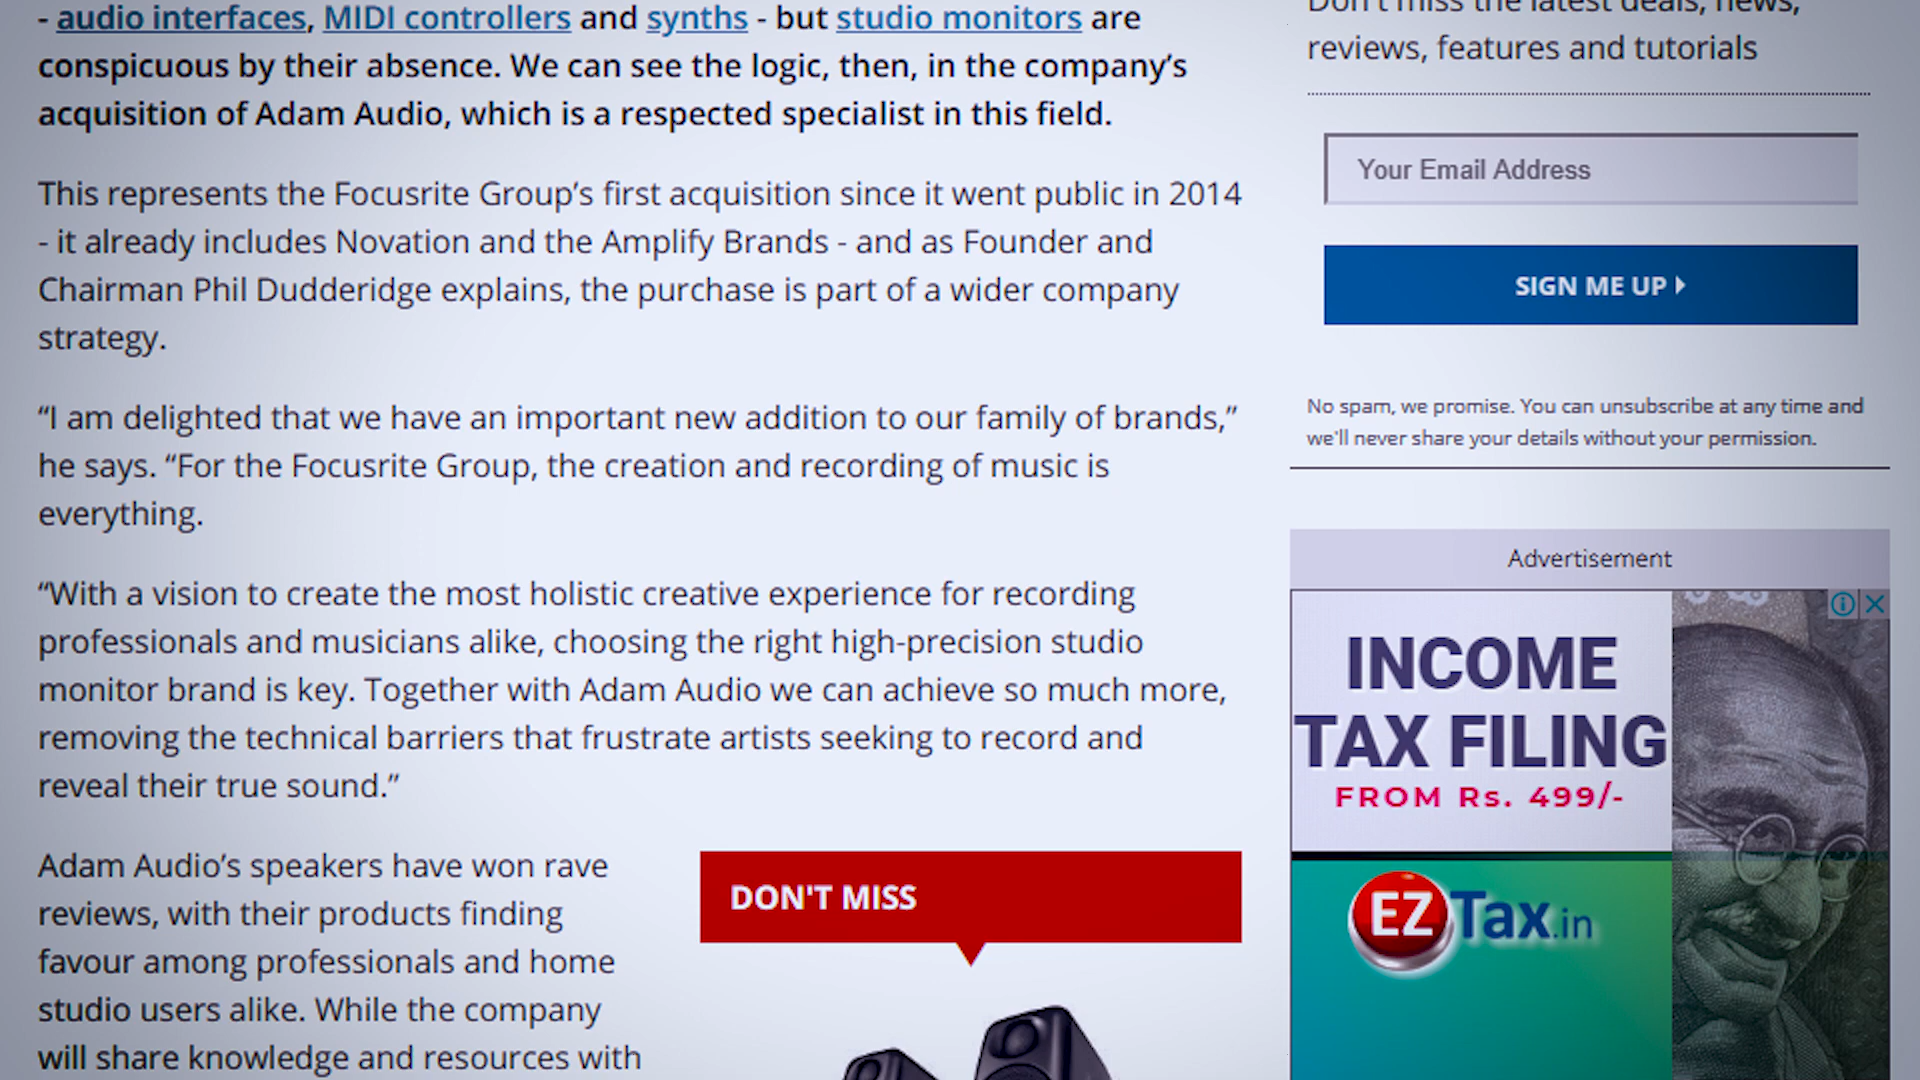 - audio interfaces, MIDI controllers and synths - but studio monitors are
conspicuous by their absence. We can see the logic, then, in the company’s
acquisition of Adam Audio, which is a respected specialist in this field.
This represents the Focusrite Group’s first acquisition since it went public in 2014
- it already includes Novation and the Amplify Brands - and as Founder and
Chairman Phil Dudderidge explains, the purchase is part of a wider company
strategy.
“I am delighted that we have an important new addition to our family of brands,”
he says. “For the Focusrite Group, the creation and recording of music is
everything.
“With a vision to create the most holistic creative experience for recording
professionals and musicians alike, choosing the right high-precision studio
monitor brand is key. Together with Adam Audio we can achieve so much more,
removing the technical barriers that frustrate artists seeking to record and
reveal their true sound.”
Adam Audio’s speakers have won rave
reviews, with their products finding
favour among professionals and home
studio users alike. While the company
will share knowledge and resources with
DON'T MISS
Don't miss the latest deals, news,
reviews, features and tutorials
Your Email Address
SIGN ME UP
No spam, we promise. You can unsubscribe at any time and
we'll never share your details without your permission.
Advertisement
INCOME
TAX FILING
FROM Rs. 499/-
EZTax.in